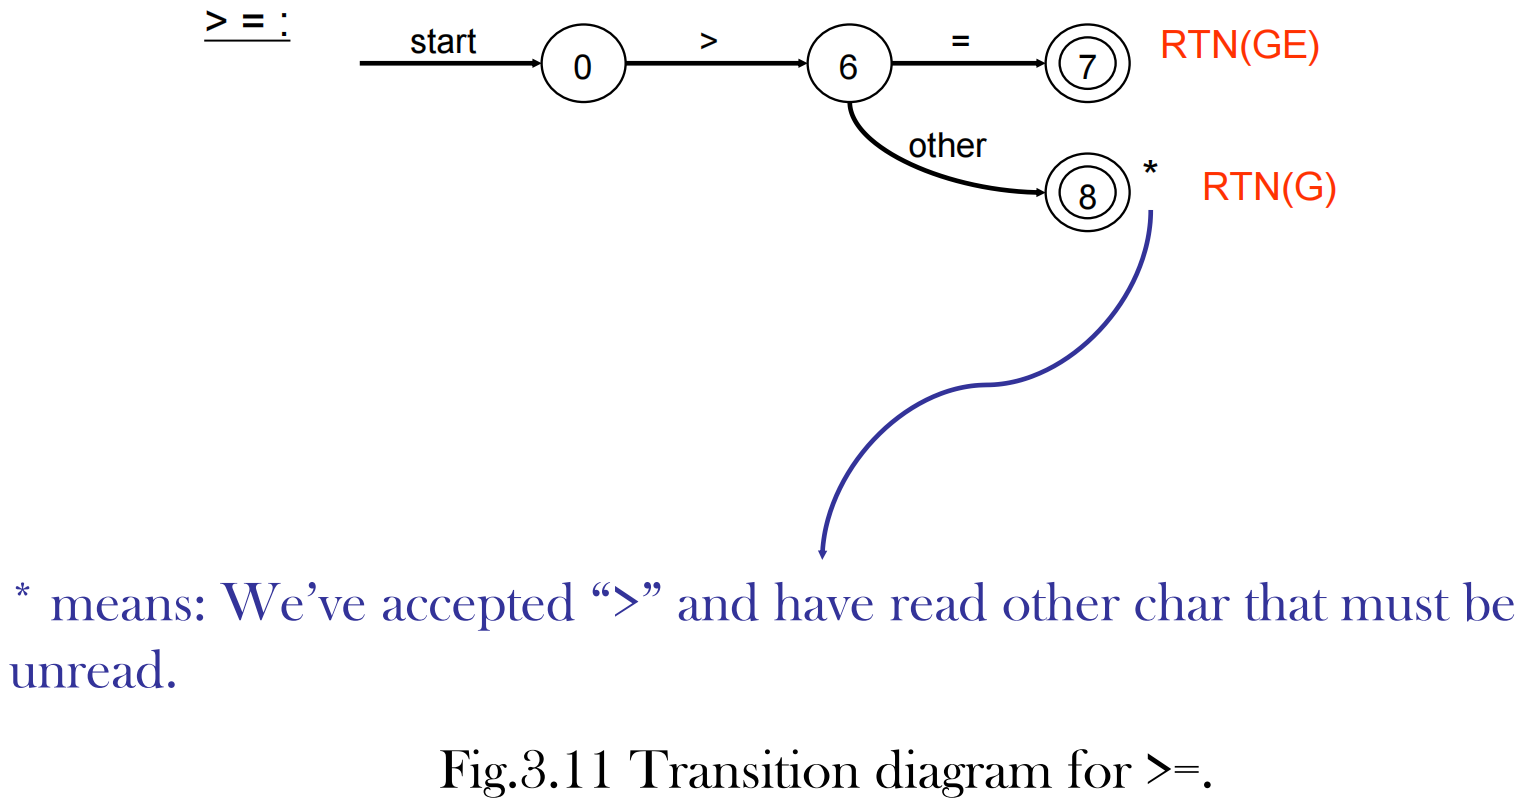 > = :
start
0
>
6
=
7
RTN(GE)
other
8
*
RTN(G)
* means: We’ve accepted “>” and have read other char that must be
unread.
Fig.3.11 Transition diagram for >=.